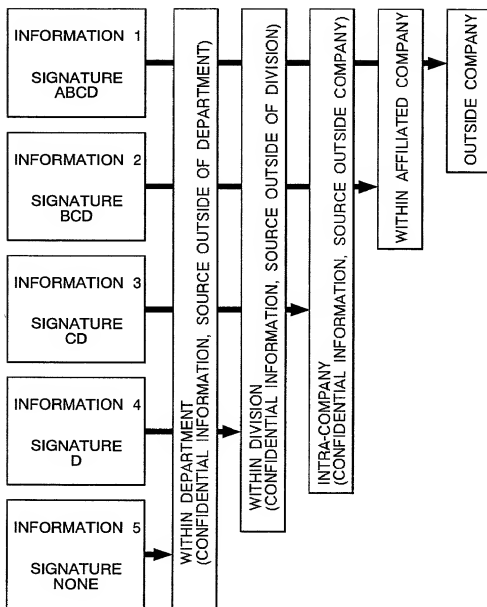 INFORMATION 1
SIGNATURE
ABCD
INFORMATION 2
SIGNATURE
BCD
INFORMATION 3
SIGNATURE
CD
INFORMATION 4
SIGNATURE
D
INFORMATION 5
SIGNATURE
NONE
WITHIN DEPARTMENT
(CONFIDENTIAL INFORMATION, SOURCE OUTSIDE OF DEPARTMENT)
WITHIN DIVISION
(CONFIDENTIAL INFORMATION, SOURCE OUTSIDE OF DIVISION)
INTRA-COMPANY
(CONFIDENTIAL INFORMATION, SOURCE OUTSIDE COMPANY)
WITHIN AFFILIATED COMPANY
OUTSIDE COMPANY